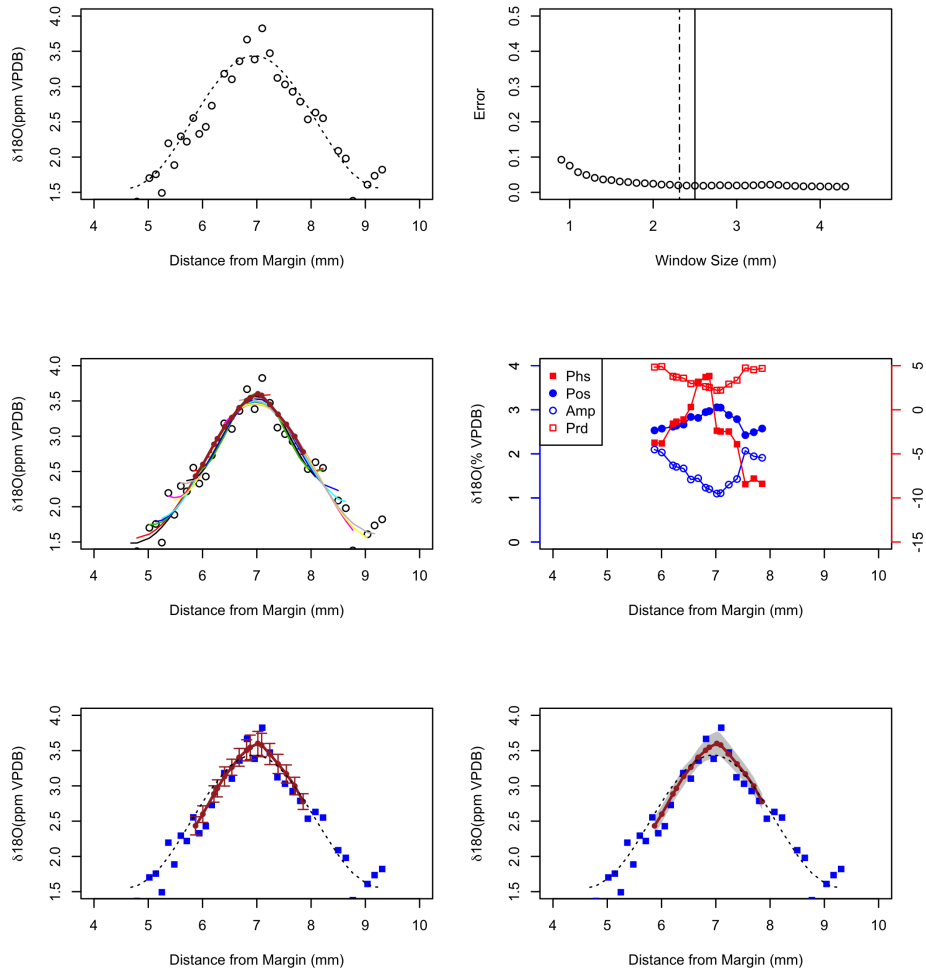 4.0
3.5
3.0
2.5
2.0
1.5
δ18O(ppm VPDB)
4 5 6 7 8 9 10
Distance from Margin (mm)
0.5
0.4
0.3
0.2
0.1
0.0
Error
1 2 3 4
Window Size (mm)
4.0
3.5
3.0
2.5
2.0
1.5
δ18O(ppm VPDB)
4 5 6 7 8 9 10
Distance from Margin (mm)
4
3
2
1
0
δ18O(% VPDB)
Phs
Pos
Amp
Prd
5
0
-5
-10
-15
4 5 6 7 8 9 10
Distance from Margin (mm)
4.0
3.5
3.0
2.5
2.0
1.5
δ18O(ppm VPDB)
4 5 6 7 8 9 10
Distance from Margin (mm)
4.0
3.5
3.0
2.5
2.0
1.5
δ18O(ppm VPDB)
4 5 6 7 8 9 10
Distance from Margin (mm)